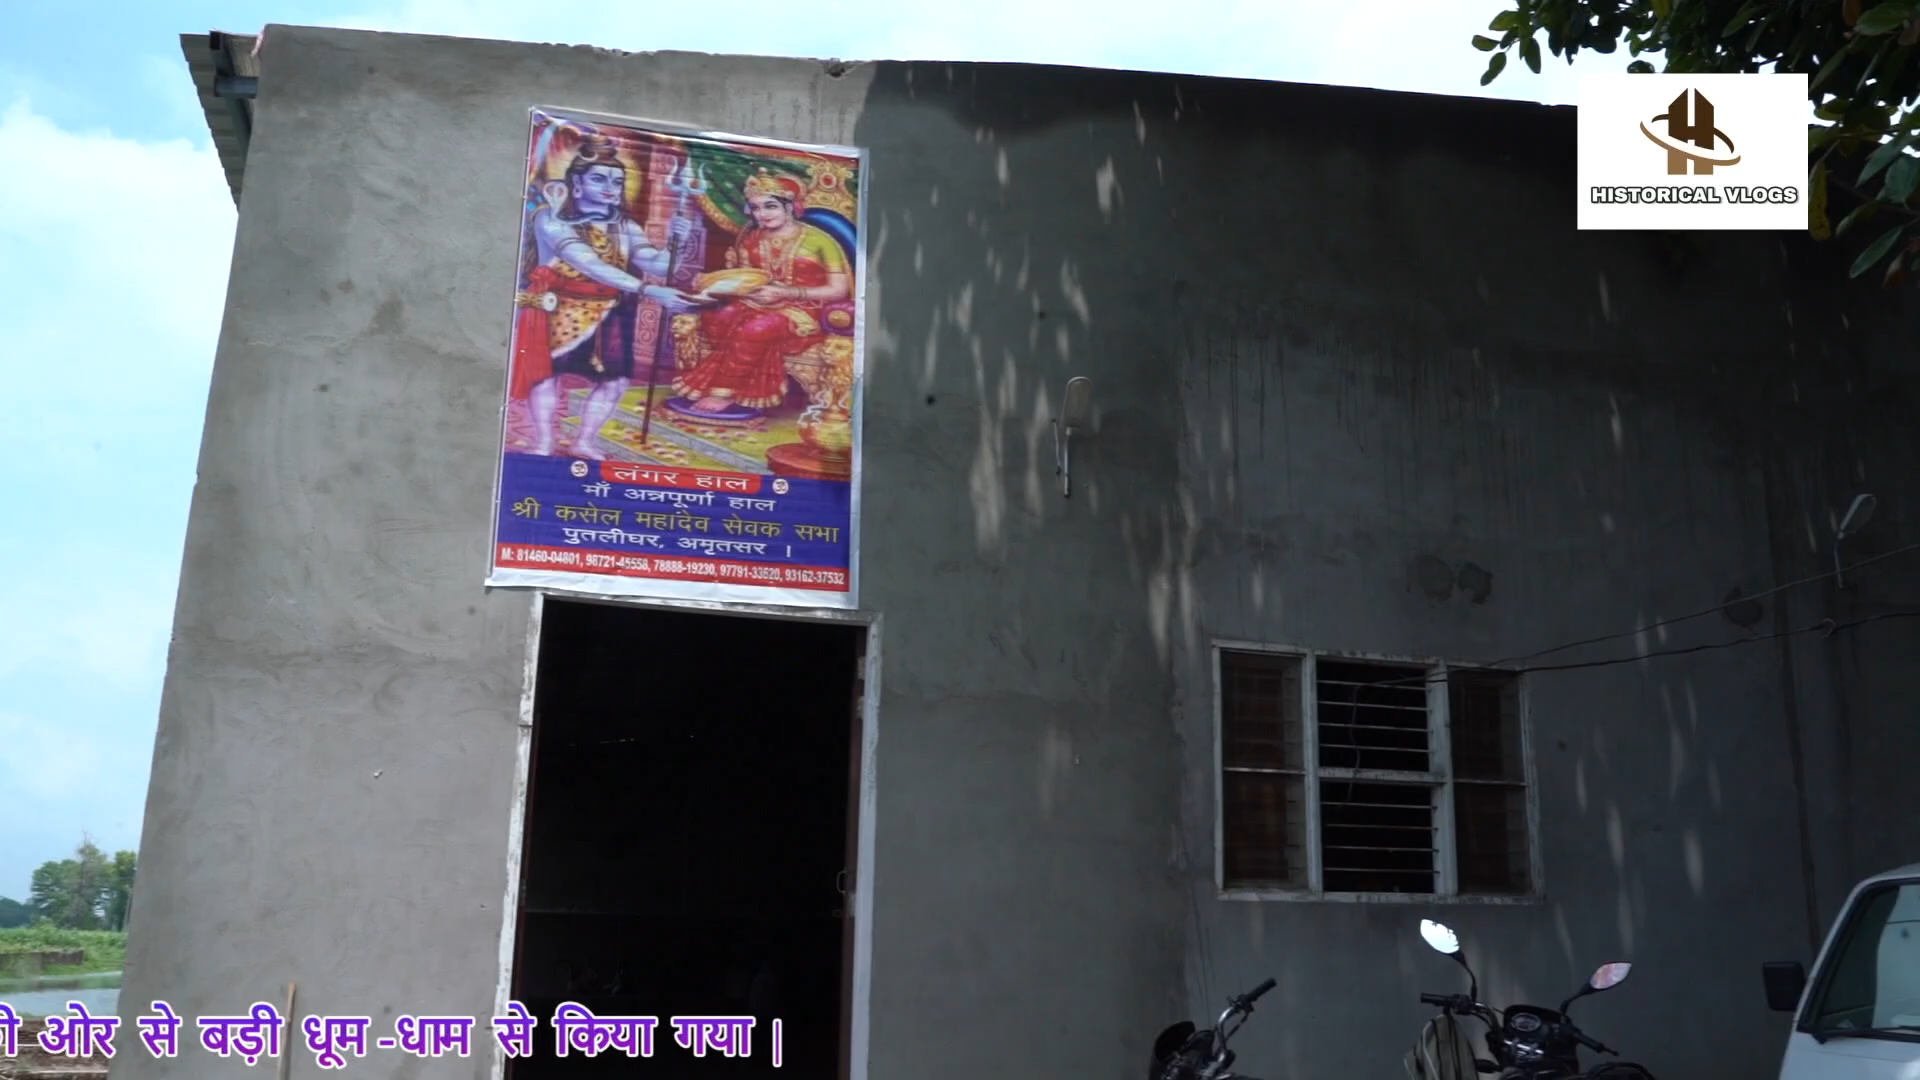 HISTORICAL VLOGS
लंगर हाल
माँ अन्नपूर्णा हाल
श्री कसेल महांदेव सेवक सभा
पुतलीघर, अमृतसर ।
M: 81460-04801, 98721-45558, 78888-19230, 97791-33620, 93162-37532
ओर से बड़ी धूम-धाम से किया गया |